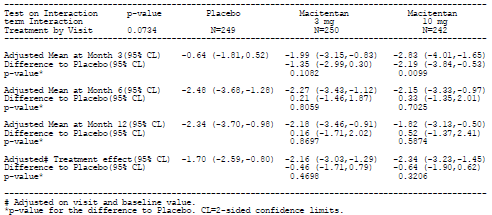 Test on Interaction p-value Placebo Macitentan Macitentan
term Interaction 3 mg 10 mg
Treatment by Visit 0.0734 N=249 N=250 N=242
Adjusted Mean at Month 3(95% CL) -0.64 (-1.81,0.52) -1.99 (-3.15,-0.83) -2.83 (-4.01,-1.65)
Difference to Placebo(95% CL) -1.35 (-2.99,0.30) -2.19 (-3.84,-0.53)
p-value* 0.1082 0.0099
Adjusted Mean at Month 6(95% CL) -2.48 (-3.68,-1.28) -2.27 (-3.43,-1.12) -2.15 (-3.33,-0.97)
Difference to Placebo(95% CL) 0.21 (-1.46,1.87) 0.33 (-1.35,2.01)
p-value* 0.8059 0.7025
Adjusted Mean at Month 12(95% CL) -2.34 (-3.70,-0.98) -2.18 (-3.46,-0.91) -1.82 (-3.13,-0.50)
Difference to Placebo(95% CL) 0.16 (-1.71,2.02) 0.52 (-1.37,2.41)
p-value* 0.8697 0.5874
Adjusted# Treatment effect(95% CL) -1.70 (-2.59,-0.80) -2.16 (-3.03,-1.29) -2.34 (-3.23,-1.45)
Difference to Placebo(95% CL) -0.46 (-1.71,0.79) -0.64 (-1.90,0.62)
p-value* 0.4698 0.3206
# Adjusted on visit and baseline value.
*p-value for the difference to Placebo. CL=2-sided confidence limits.